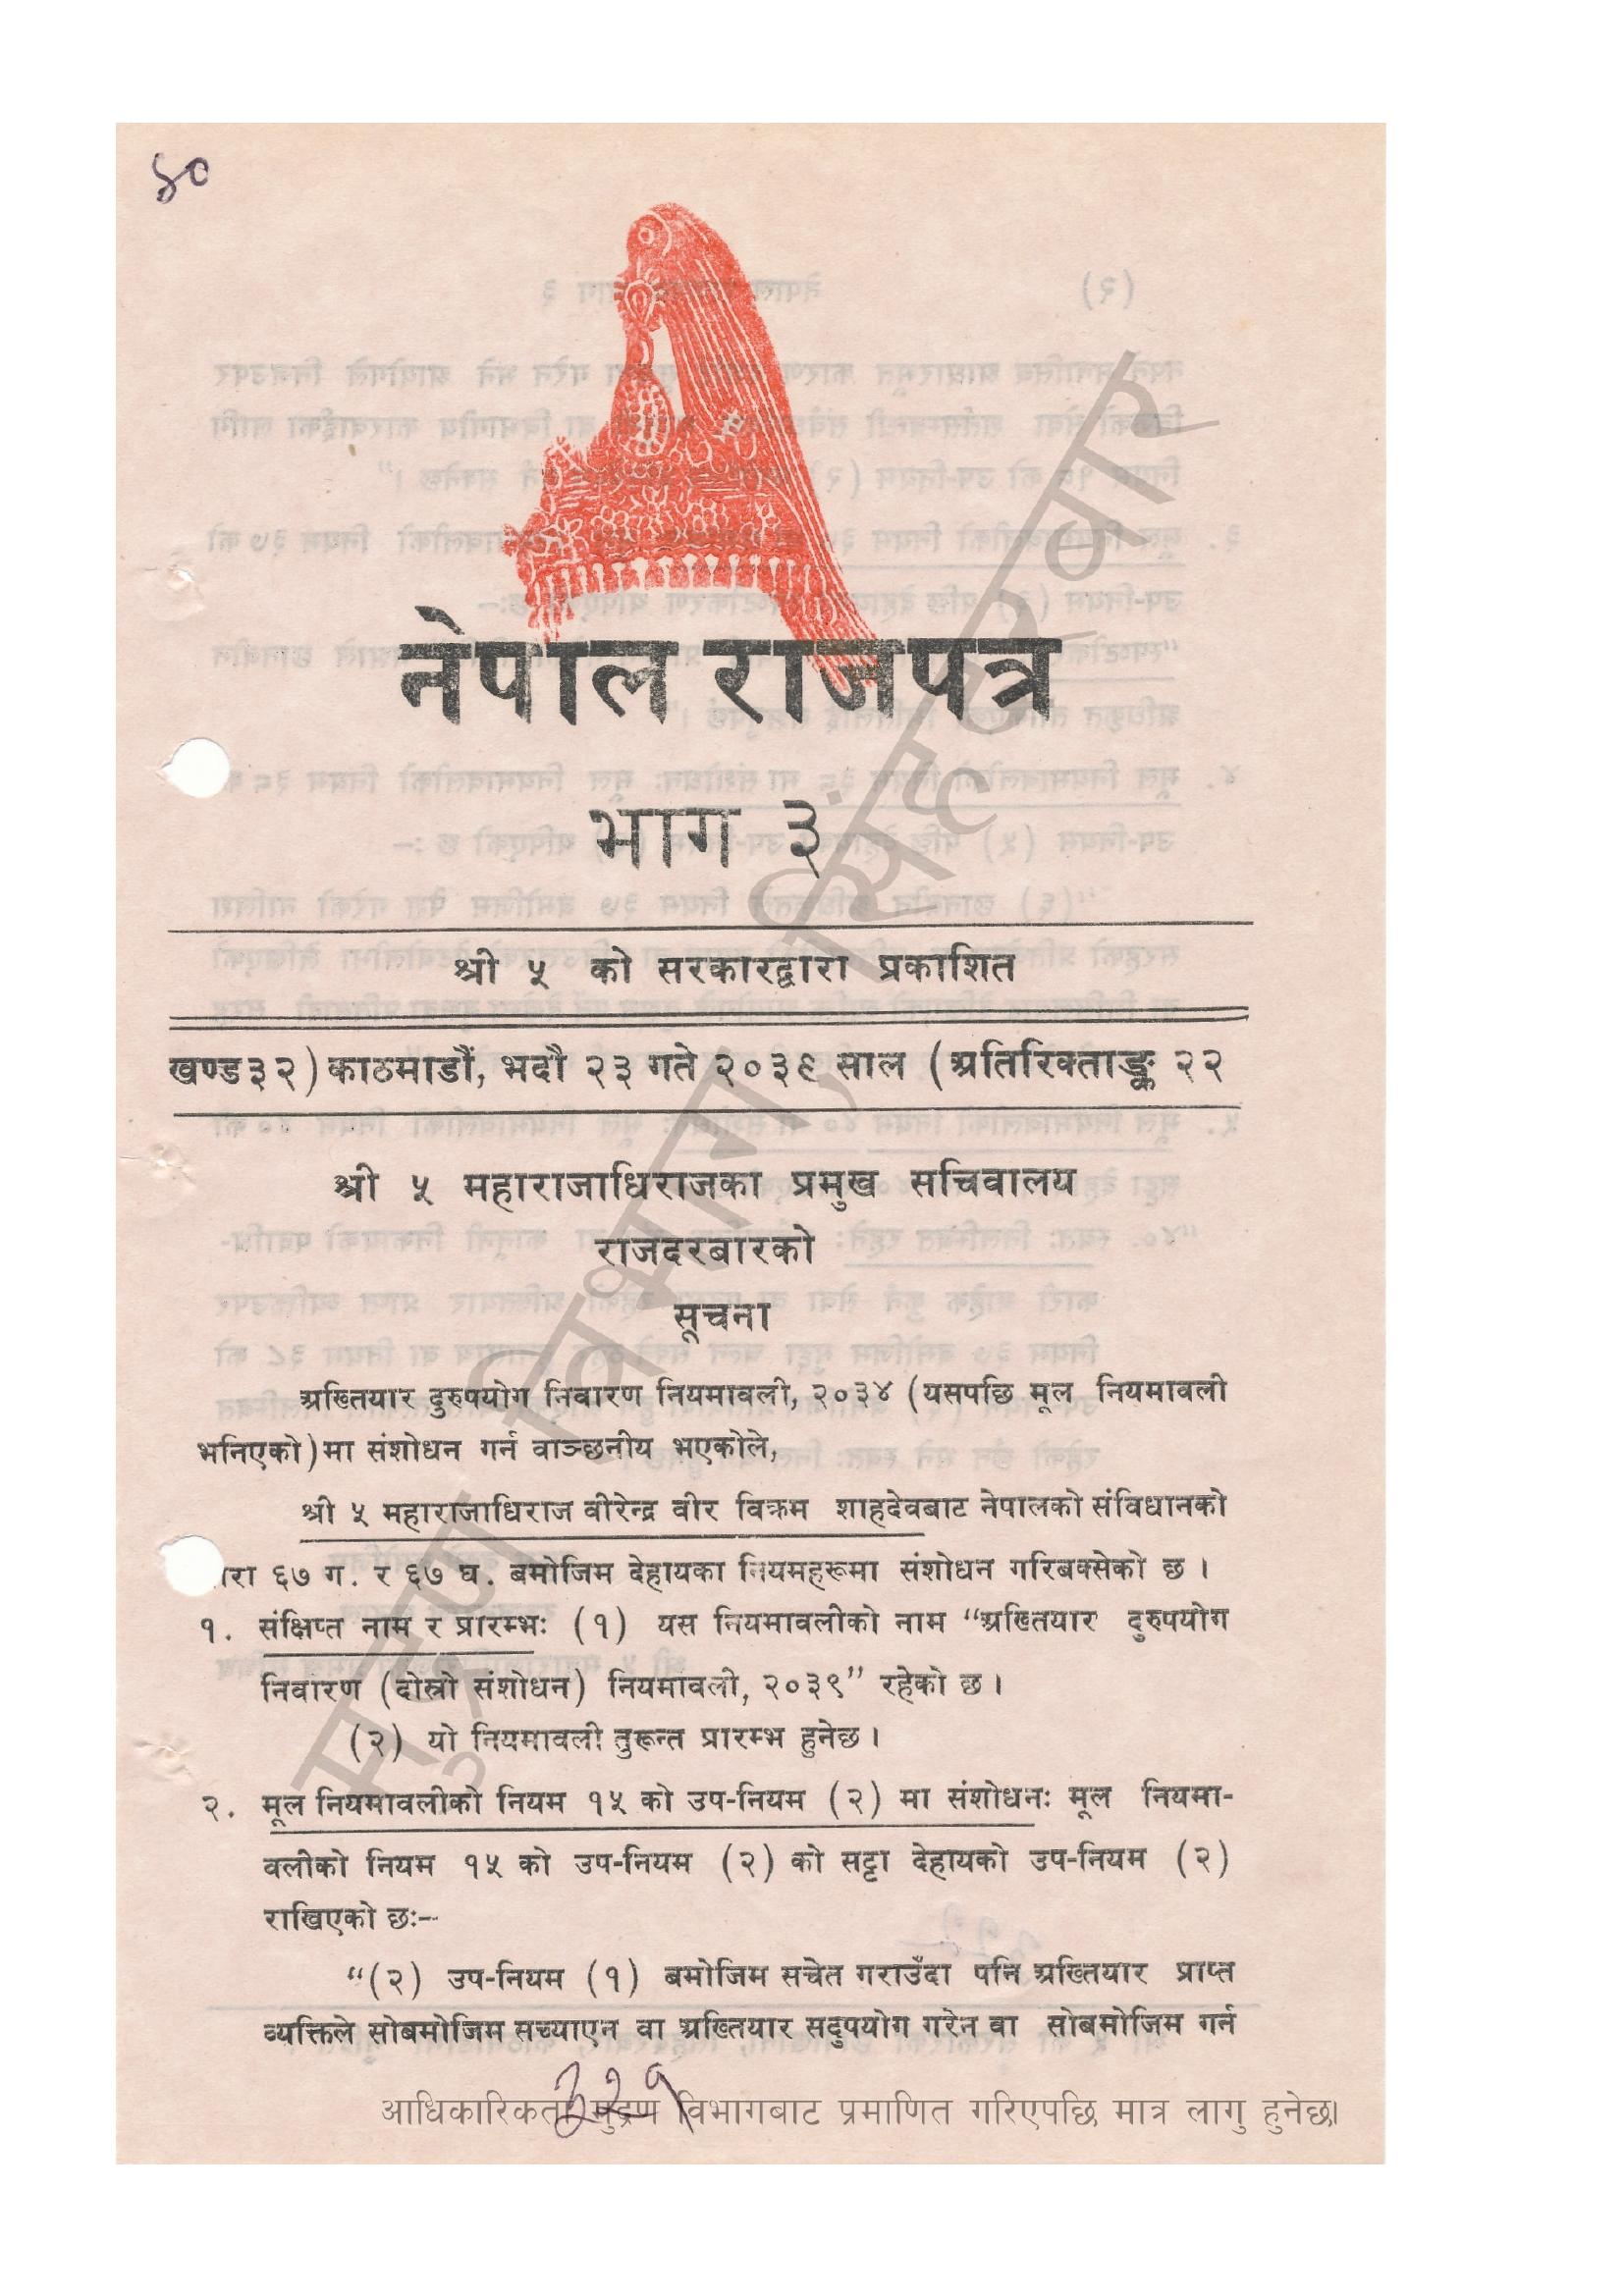 ४०
नेपाल राजपत्र
भाग ३
श्री ५ को सरकारद्वारा प्रकाशित
खण्ड ३२) काठमाडौं, भदौ २३ गते २०३९ साल (अतिरिक्ताङ्क २२
श्री ५ महाराजाधिराजका प्रमुख सचिवालय
राजदरबारको
सूचना
अख्तियार दुरुपयोग निवारण नियमावली, २०३४ (यसपछि मूल नियमावली
भनिएको) मा संशोधन गर्न वाञ्छनीय भएकोले,
श्री ५ महाराजाधिराज वीरेन्द्र वीर विक्रम शाहदेवबाट नेपालको संविधानको
रा ६७ ग. र ६७ घ. बमोजिम देहायका नियमहरूमा संशोधन गरिबक्सेको छ ।
१. संक्षिप्त नाम र प्रारम्भः (१) यस नियमावलीको नाम "अख्तियार दुरुपयोग
निवारण (दोस्रो संशोधन) नियमावली, २०३९" रहेको छ ।
(२) यो नियमावली तुरून्त प्रारम्भ हुनेछ ।
२. मूल नियमावलीको नियम १५ को उप-नियम (२) मा संशोधनः मूल नियमा-
वलीको नियम १५ को उप-नियम (२) को सट्टा देहायको उप-नियम (२)
राखिएको छः–
"(२) उप-नियम (१) बमोजिम सचेत गराउँदा पनि अख्तियार प्राप्त
व्यक्तिले सोबमोजिम सच्याएन वा अख्तियार सदुपयोग गरेन वा सोबमोजिम गर्न
३२१
आधिकारिकता मुद्रण विभागबाट प्रमाणित गरिएपछि मात्र लागु हुनेछ।
मुद्रण विभाग, सिंहदरबार